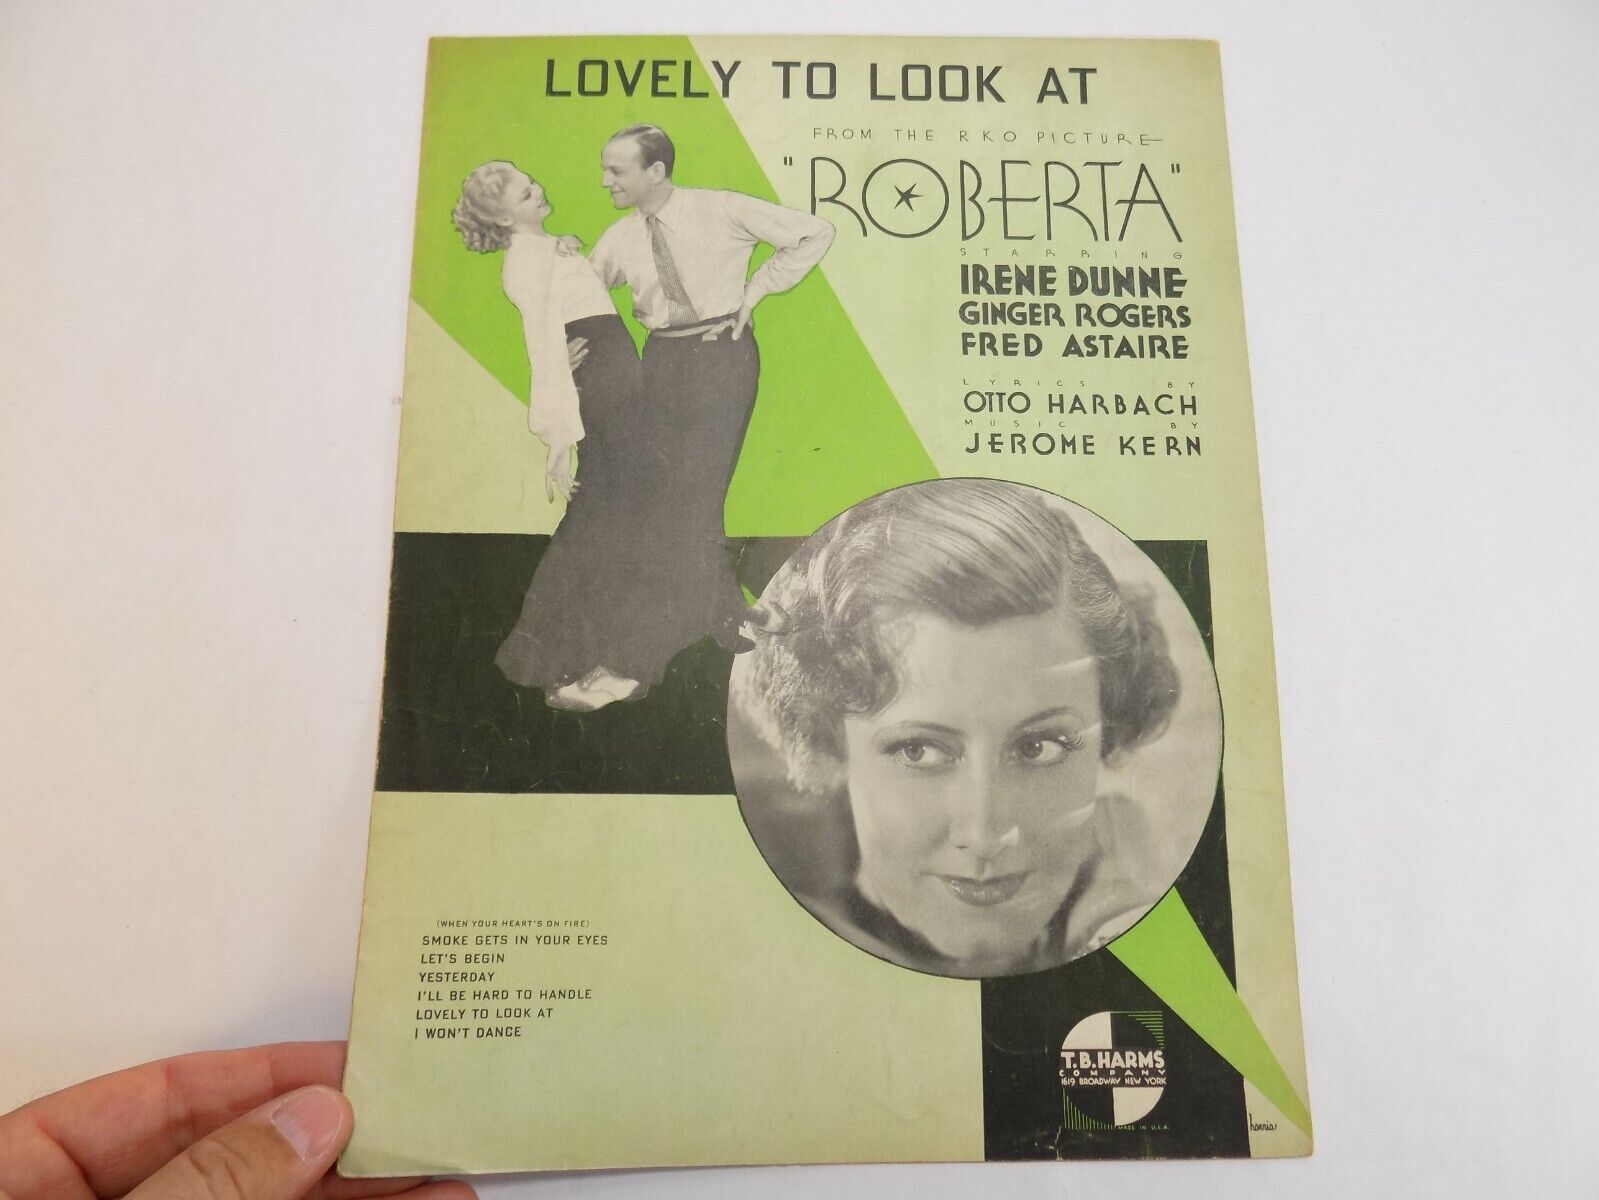 LOVELY TO LOOK AT
FROM THE RKO PICTURE
"ROBERTA"
STARRING
IRENE DUNNE
GINGER ROGERS
FRED ASTAIRE
LYRICS BY
OTTO HARBACH
MUSIC BY
JEROME KERN
(WHEN YOUR HEART'S ON FIRE)
SMOKE GETS IN YOUR EYES
LET'S BEGIN
YESTERDAY
I'LL BE HARD TO HANDLE
LOVELY TO LOOK AT
I WON'T DANCE
T.B. HARMS
COMPANY
1619 BROADWAY NEW YORK
MADE IN U.S.A.
harris